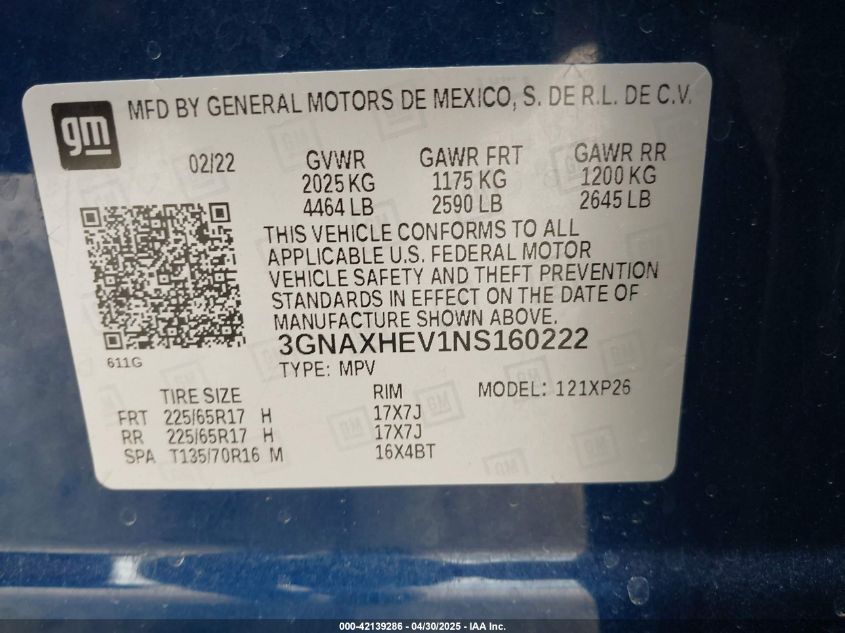 gm
MFD BY GENERAL MOTORS DE MEXICO, S. DE R.L. DE C.V.
02/22 GVWR GAWR FRT GAWR RR
2025 KG 1175 KG 1200 KG
4464 LB 2590 LB 2645 LB
THIS VEHICLE CONFORMS TO ALL
APPLICABLE U.S. FEDERAL MOTOR
VEHICLE SAFETY AND THEFT PREVENTION
STANDARDS IN EFFECT ON THE DATE OF
MANUFACTURE SHOWN ABOVE.
3GNAXHEV1NS160222
611G
TYPE: MPV
TIRE SIZE RIM MODEL: 121XP26
FRT 225/65R17 H 17X7J
RR 225/65R17 H 17X7J
SPA T135/70R16 M 16X4BT
000-42139286 - 04/30/2025 - IAA Inc.